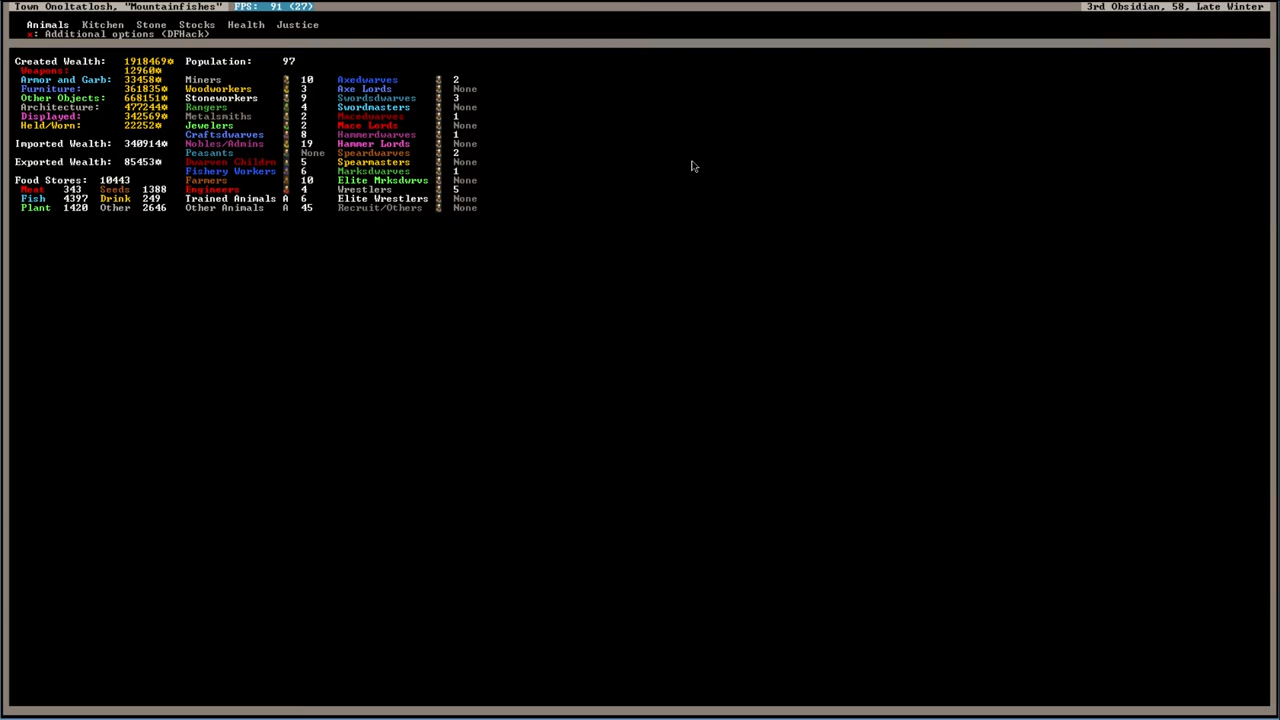 Town Onoltatlosh, "Mountainfishes" FPS: 91 (27) 3rd Obsidian, 58, Late Winter
Animals Kitchen Stone Stocks Health Justice
x: Additional options (DFHack)
Created Wealth: 1918469☼ Population: 97
Weapons: 12960☼
Armor and Garb: 33458☼ Miners 10 Axedwarves 2
Furniture: 361835☼ Woodworkers 3 Axe Lords None
Other Objects: 668151☼ Stoneworkers 9 Swordsdwarves 3
Architecture: 477244☼ Rangers 4 Swordmasters None
Displayed: 342569☼ Metalsmiths 2 Macedwarves 1
Held/Worn: 22252☼ Jewelers 2 Mace Lords None
Craftsdwarves 8 Hammerdwarves 1
Imported Wealth: 340914☼ Nobles/Admins 19 Hammer Lords None
Peasants None Speardwarves 2
Exported Wealth: 85453☼ Dwarven Childrn 5 Spearmasters None
Fishery Workers 6 Marksdwarves 1
Food Stores: 10443 Farmers 10 Elite Mrksdwrvs None
Meat 343 Seeds 1388 Engineers 4 Wrestlers 5
Fish 4397 Drink 249 Trained Animals A 6 Elite Wrestlers None
Plant 1420 Other 2646 Other Animals A 45 Recruit/Others None